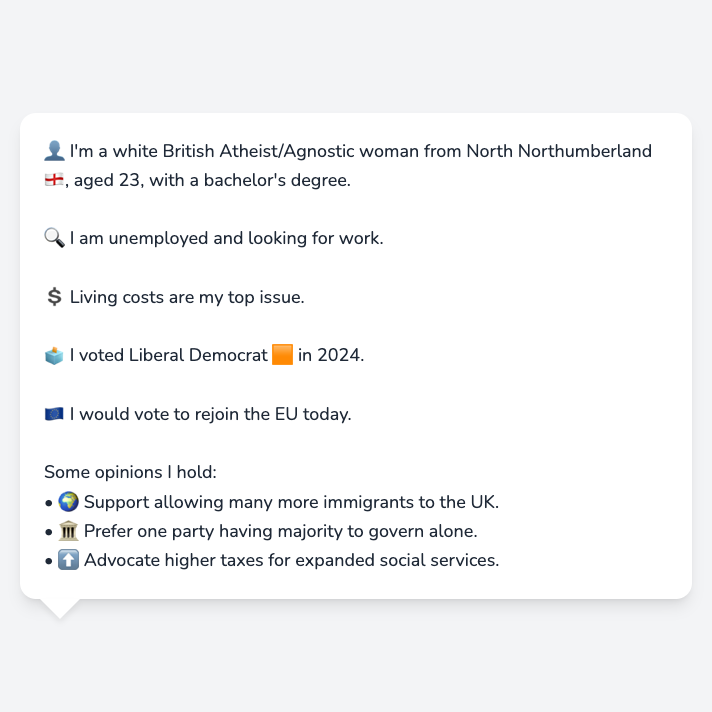 👤 I'm a white British Atheist/Agnostic woman from North Northumberland
🏴󠁧󠁢󠁥󠁮󠁧󠁿, aged 23, with a bachelor's degree.
🔍 I am unemployed and looking for work.
💲 Living costs are my top issue.
🗳️ I voted Liberal Democrat 🟧 in 2024.
🇪🇺 I would vote to rejoin the EU today.
Some opinions I hold:
• 🌍 Support allowing many more immigrants to the UK.
• 🏛️ Prefer one party having majority to govern alone.
• ⬆️ Advocate higher taxes for expanded social services.